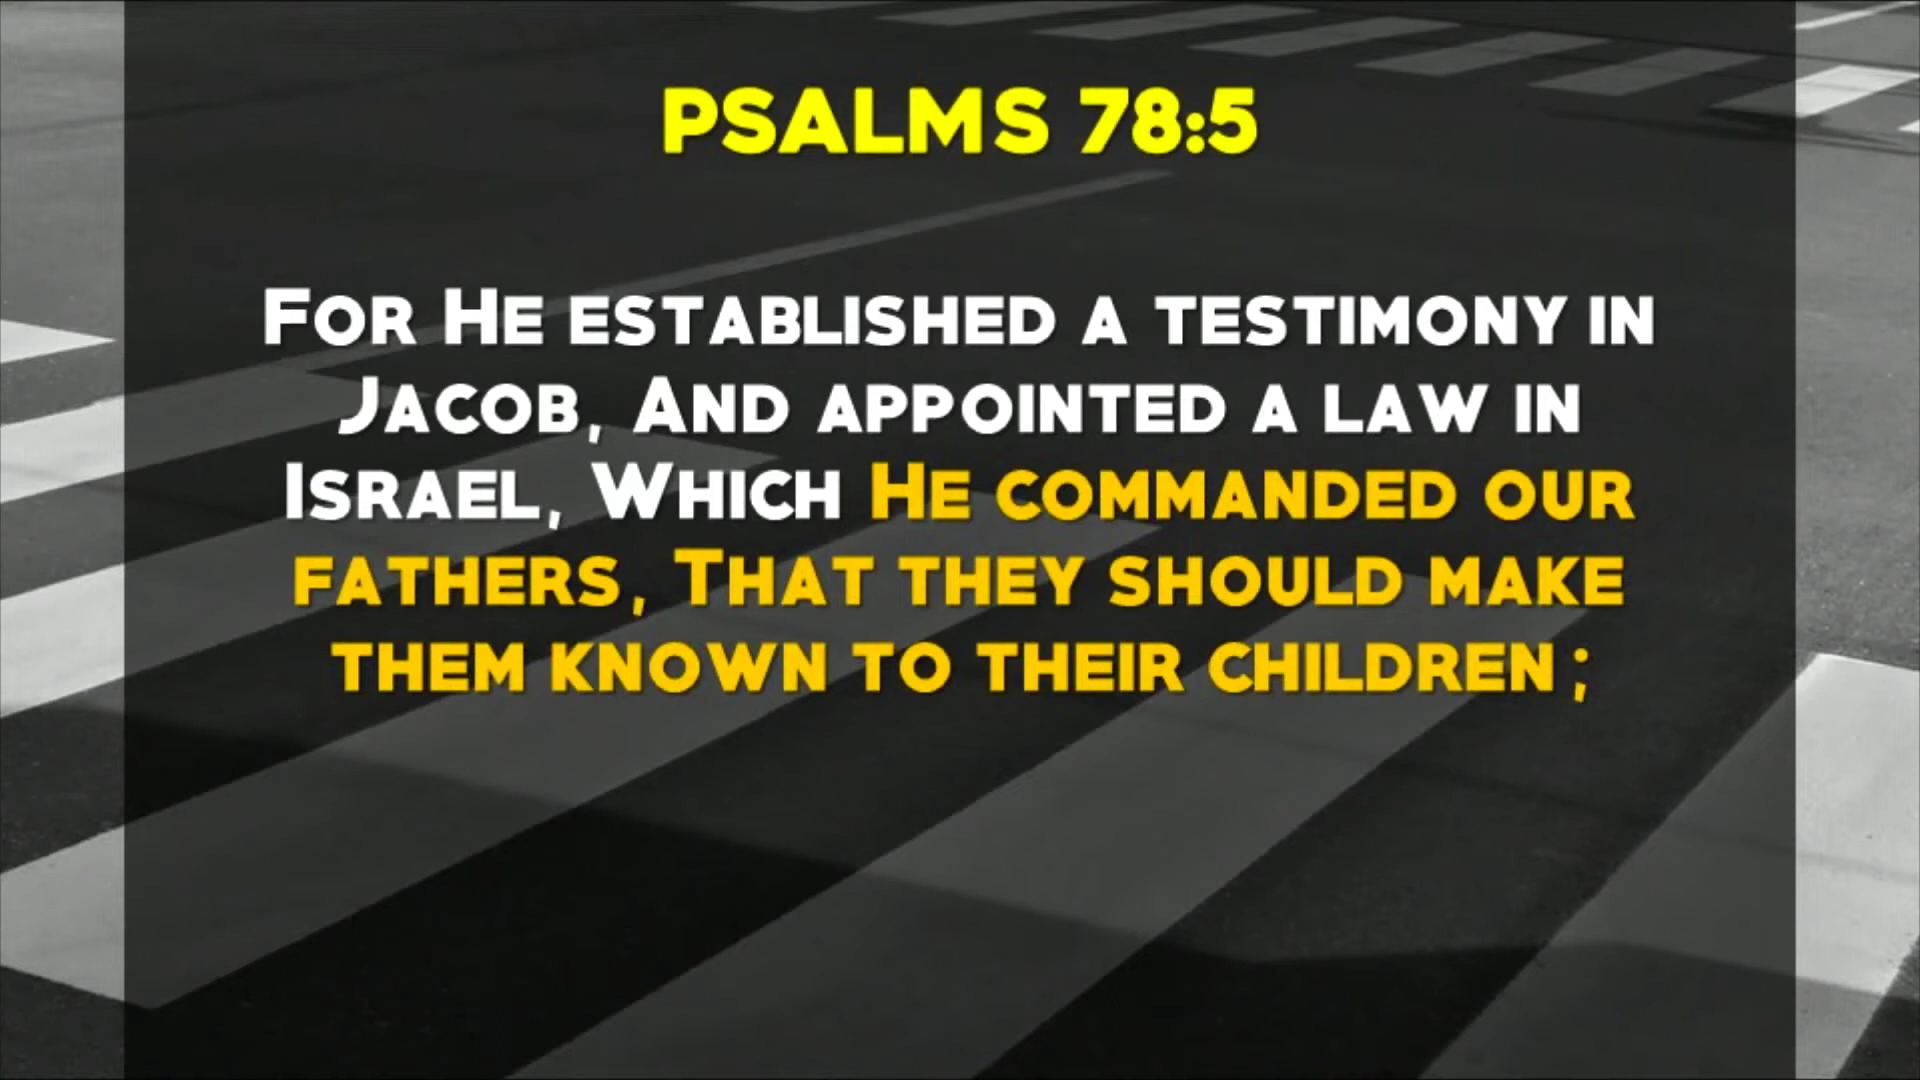 PSALMS 78:5
FOR HE ESTABLISHED A TESTIMONY IN
JACOB, AND APPOINTED A LAW IN
ISRAEL, WHICH HE COMMANDED OUR
FATHERS, THAT THEY SHOULD MAKE
THEM KNOWN TO THEIR CHILDREN;